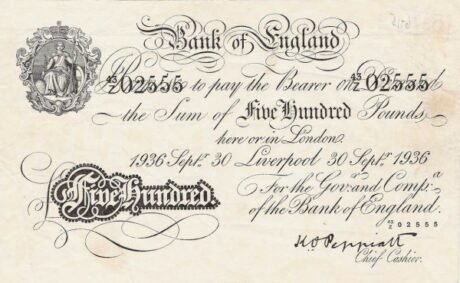 Bank of England
to pay the Bearer on
43/Z 02555
43/Z 02555
the Sum of Five Hundred Pounds
here or in London.
1936 Septr. 30 Liverpool 30 Septr. 1936
For the Govr. and Compa.
of the Bank of England.
Five Hundred
43/Z 02555
K.O. Peppiatt
Chief Cashier.